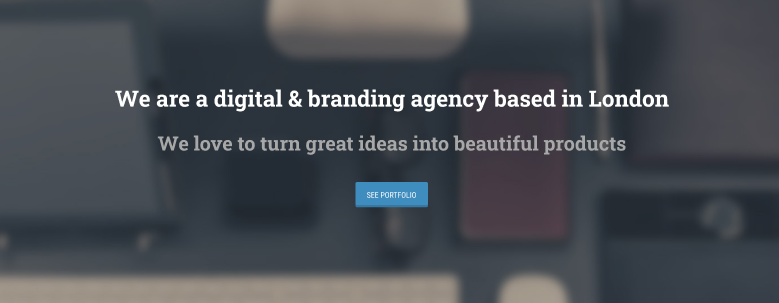 We are a digital & branding agency based in London
We love to turn great ideas into beautiful products
SEE PORTFOLIO